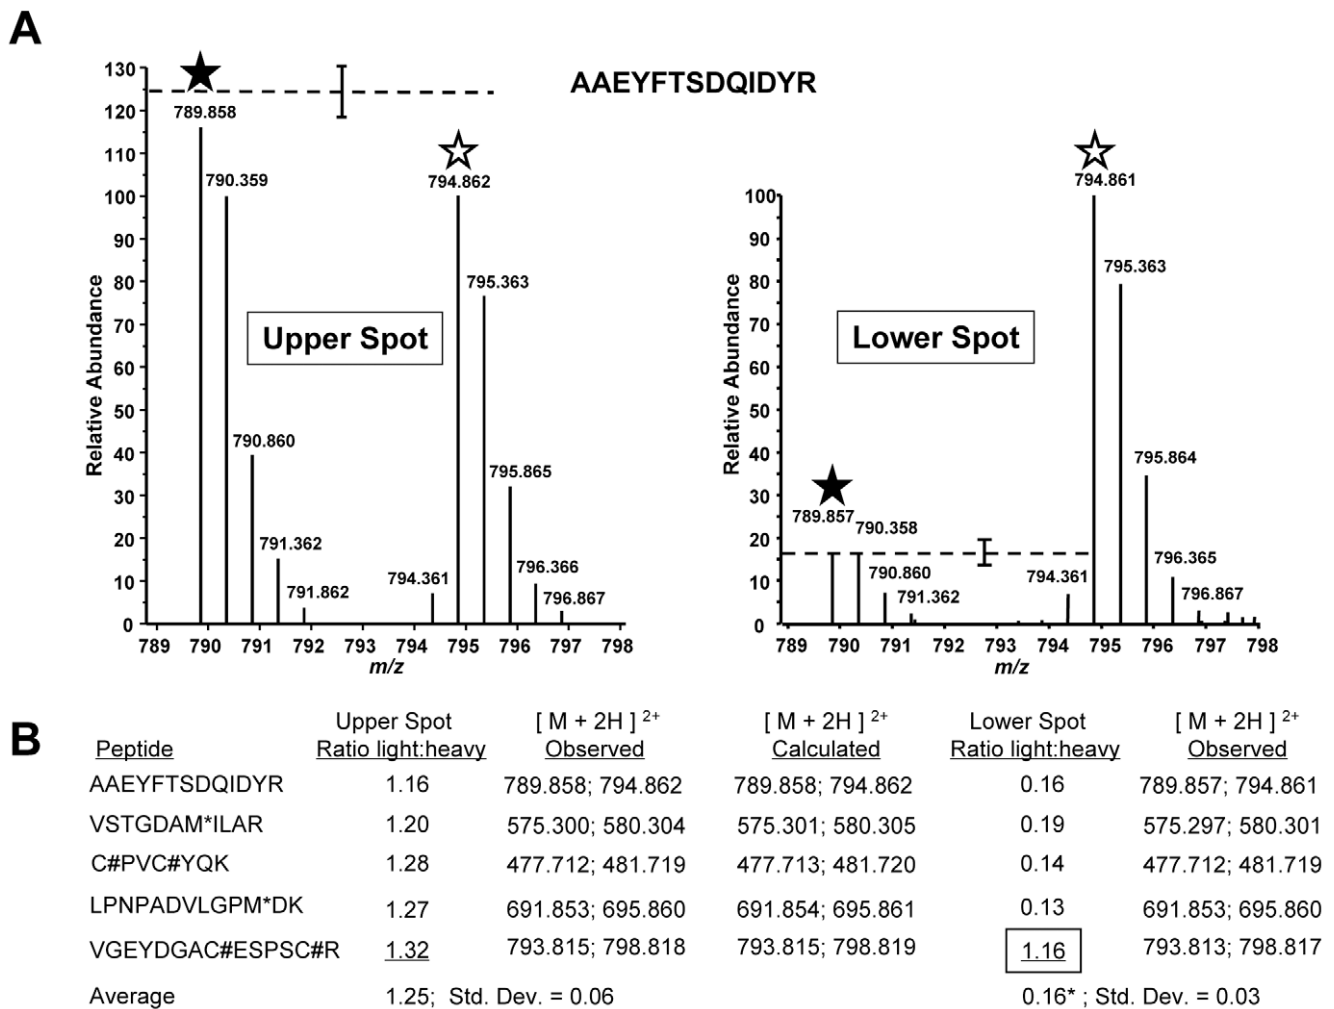 A
AAEYFTSDQIDYR
130
120
110
100
90
80
70
60
50
40
30
20
10
0
Relative Abundance
789.858
790.359
790.860
791.362
791.862
794.361
794.862
795.363
795.865
796.366
796.867
Upper Spot
789 790 791 792 793 794 795 796 797 798
m/z
100
90
80
70
60
50
40
30
20
10
0
Relative Abundance
789.857
790.358
790.860
791.362
794.361
794.861
795.363
795.864
796.365
796.867
Lower Spot
789 790 791 792 793 794 795 796 797 798
m/z
B
Upper Spot [ M + 2H ] 2+ [ M + 2H ] 2+ Lower Spot [ M + 2H ] 2+
Peptide Ratio light:heavy Observed Calculated Ratio light:heavy Observed
AAEYFTSDQIDYR 1.16 789.858; 794.862 789.858; 794.862 0.16 789.857; 794.861
VSTGDAM*ILAR 1.20 575.300; 580.304 575.301; 580.305 0.19 575.297; 580.301
C#PVC#YQK 1.28 477.712; 481.719 477.713; 481.720 0.14 477.712; 481.719
LPNPADVLGPM*DK 1.27 691.853; 695.860 691.854; 695.861 0.13 691.853; 695.860
VGEYDGAC#ESPSC#R 1.32 793.815; 798.818 793.815; 798.819 1.16 793.813; 798.817
Average 1.25; Std. Dev. = 0.06 0.16* ; Std. Dev. = 0.03